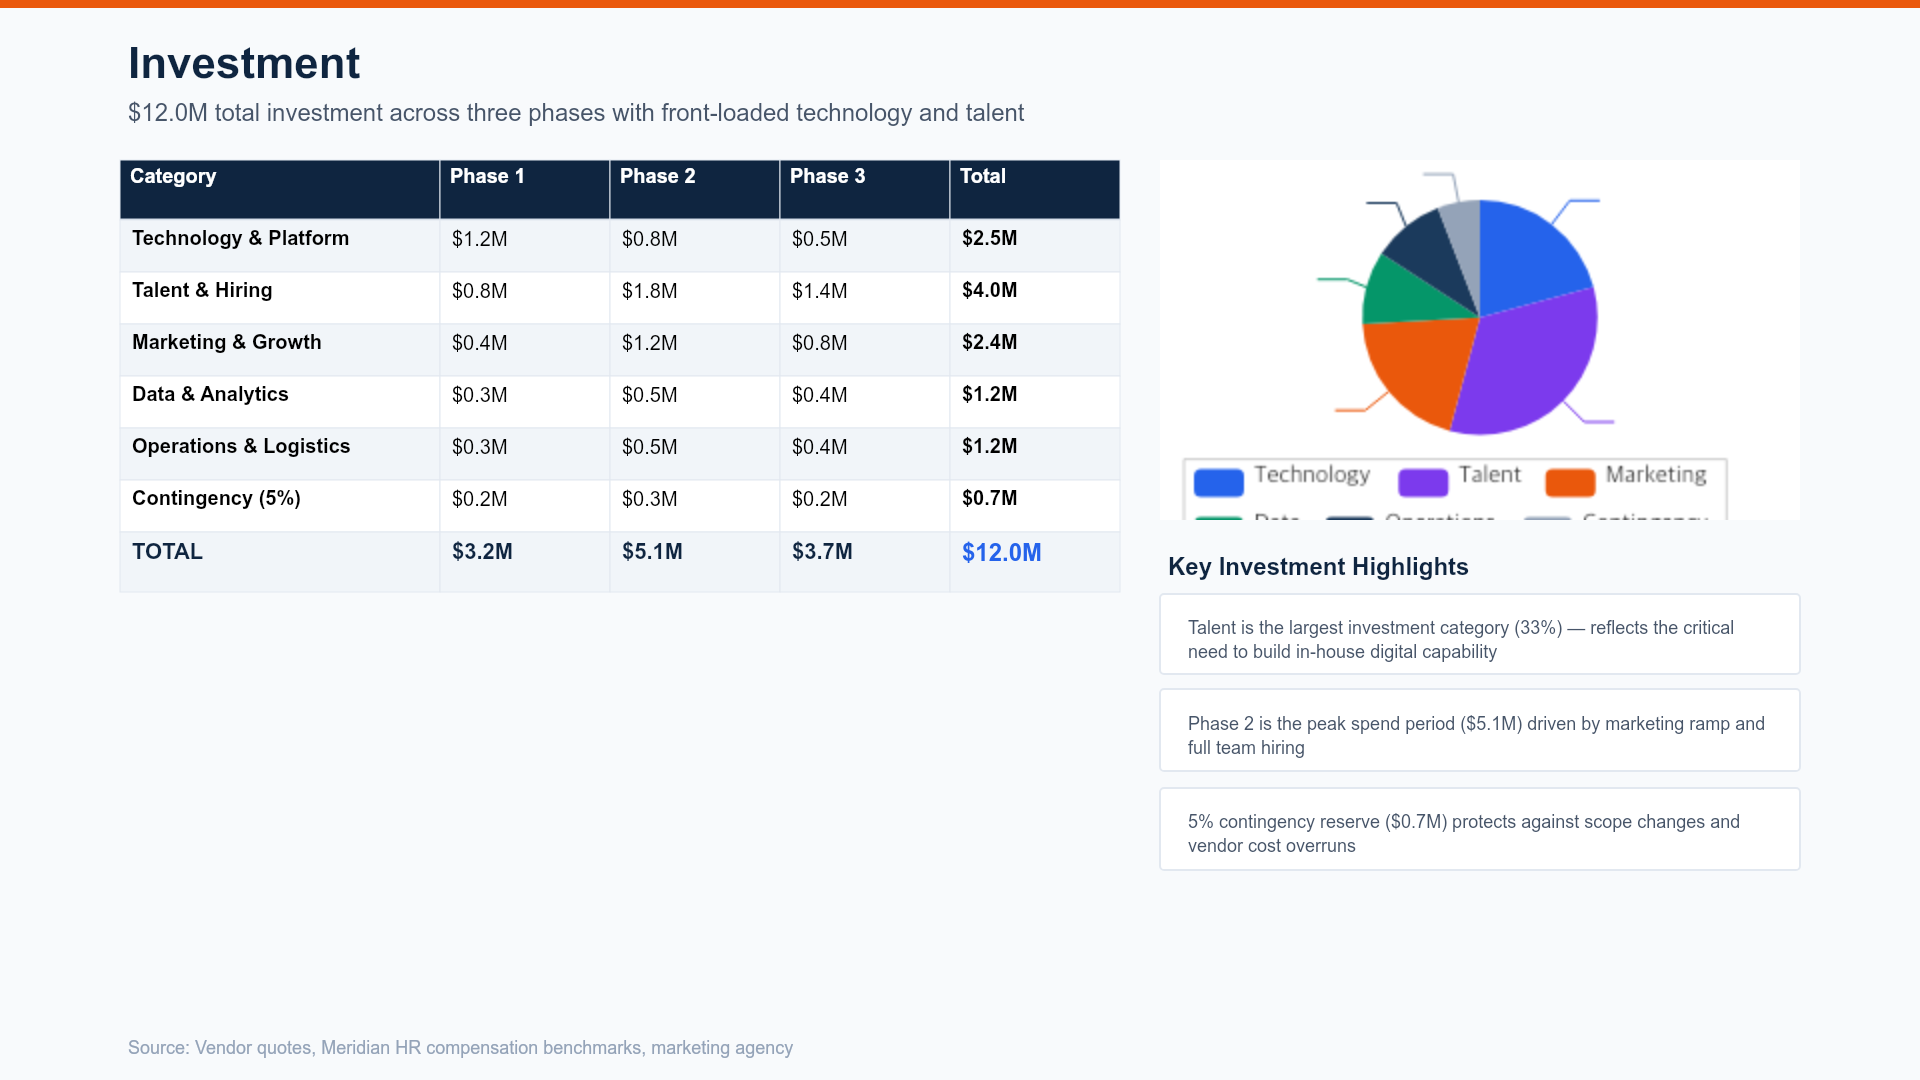 Investment
$12.0M total investment across three phases with front-loaded technology and talent
Category Phase 1 Phase 2 Phase 3 Total
Technology & Platform $1.2M $0.8M $0.5M $2.5M
Talent & Hiring $0.8M $1.8M $1.4M $4.0M
Marketing & Growth $0.4M $1.2M $0.8M $2.4M
Data & Analytics $0.3M $0.5M $0.4M $1.2M
Operations & Logistics $0.3M $0.5M $0.4M $1.2M
Contingency (5%) $0.2M $0.3M $0.2M $0.7M
TOTAL $3.2M $5.1M $3.7M $12.0M
Technology Talent Marketing
Data Operations Contingency
Key Investment Highlights
Talent is the largest investment category (33%) — reflects the critical
need to build in-house digital capability
Phase 2 is the peak spend period ($5.1M) driven by marketing ramp and
full team hiring
5% contingency reserve ($0.7M) protects against scope changes and
vendor cost overruns
Source: Vendor quotes, Meridian HR compensation benchmarks, marketing agency